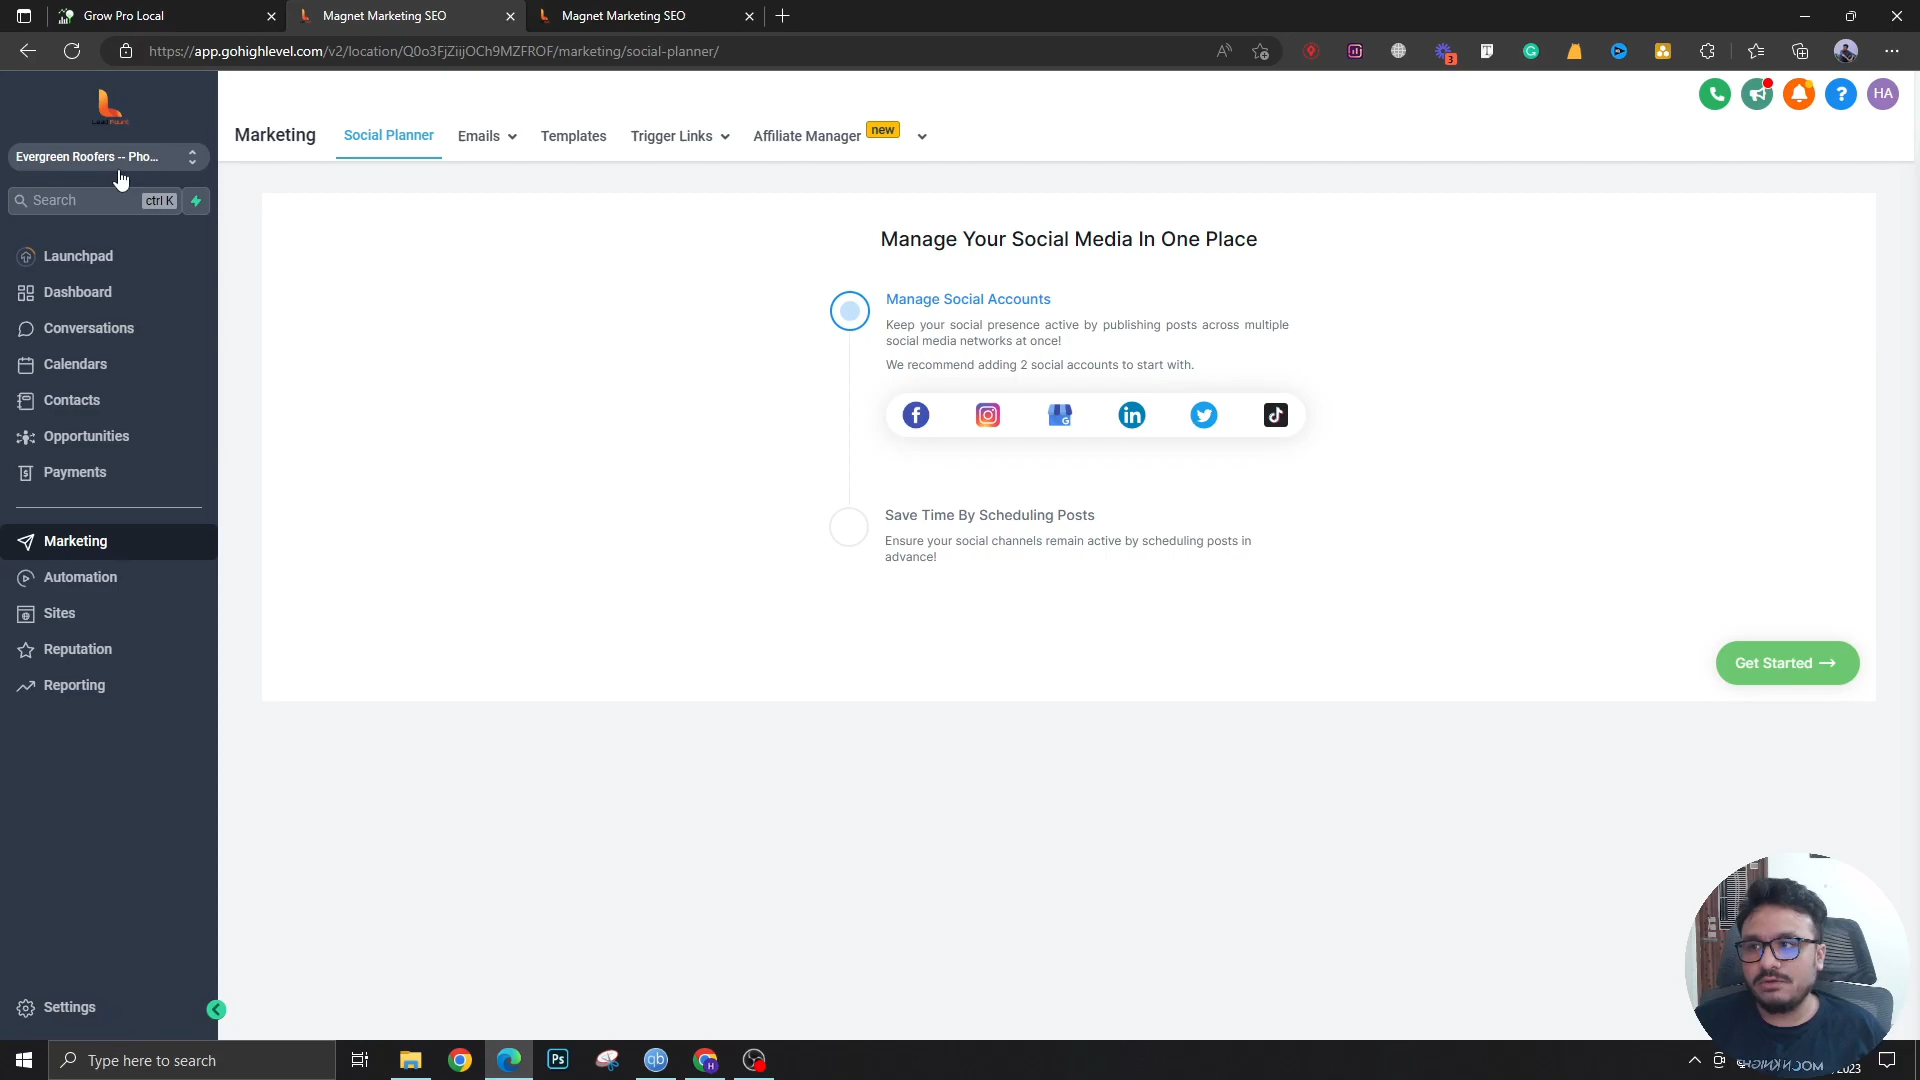 Grow Pro Local
Magnet Marketing SEO
Magnet Marketing SEO
https://app.gohighlevel.com/v2/location/Q0o3FjZiijOCh9MZFROF/marketing/social-planner/
3
HA
Evergreen Roofers -- Pho...
Search
ctrl K
Launchpad
Dashboard
Conversations
Calendars
Contacts
Opportunities
Payments
Marketing
Automation
Sites
Reputation
Reporting
Settings
Marketing
Social Planner
Emails
Templates
Trigger Links
Affiliate Manager
new
Manage Your Social Media In One Place
Manage Social Accounts
Keep your social presence active by publishing posts across multiple
social media networks at once!
We recommend adding 2 social accounts to start with.
Save Time By Scheduling Posts
Ensure your social channels remain active by scheduling posts in
advance!
Get Started →
Type here to search
Ps
qb